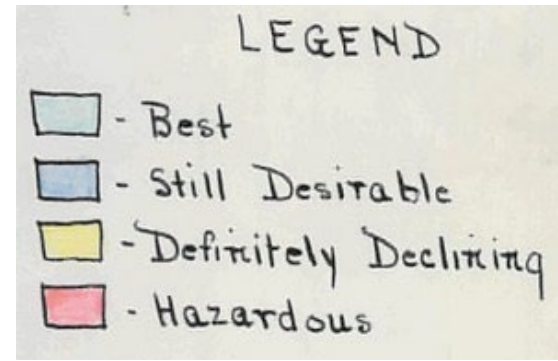 LEGEND
- Best
- Still Desirable
- Definitely Declining
- Hazardous